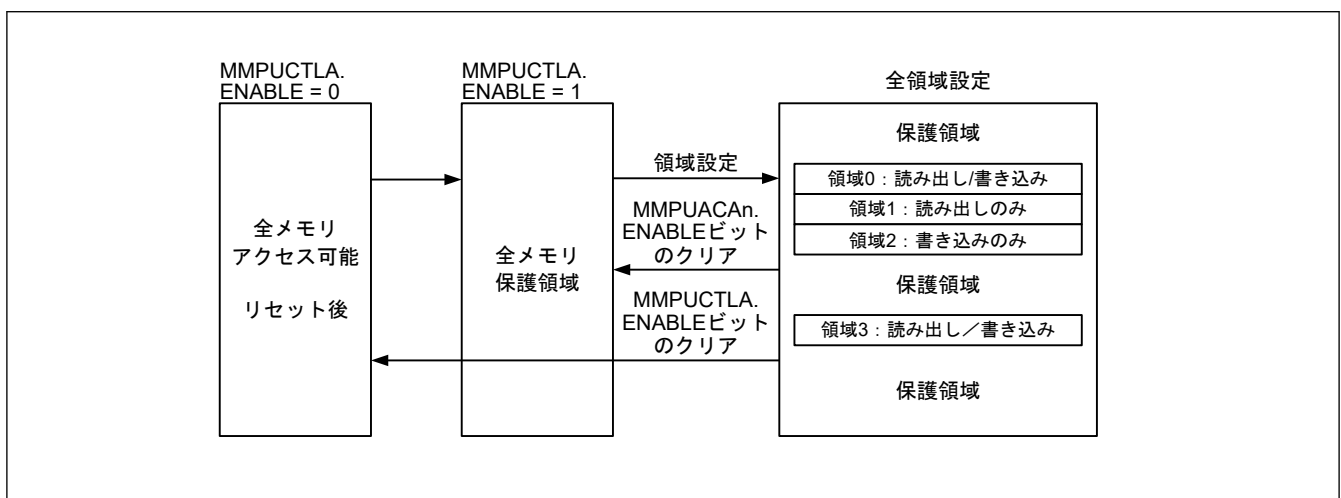 MMPUCTLA.
ENABLE = 0
全メモリ
アクセス可能
リセット後
MMPUCTLA.
ENABLE = 1
全メモリ
保護領域
領域設定
MMPUACAn.
ENABLEビット
のクリア
MMPUCTLA.
ENABLEビット
のクリア
全領域設定
保護領域
領域0：読み出し/書き込み
領域1：読み出しのみ
領域2：書き込みのみ
保護領域
領域3：読み出し／書き込み
保護領域